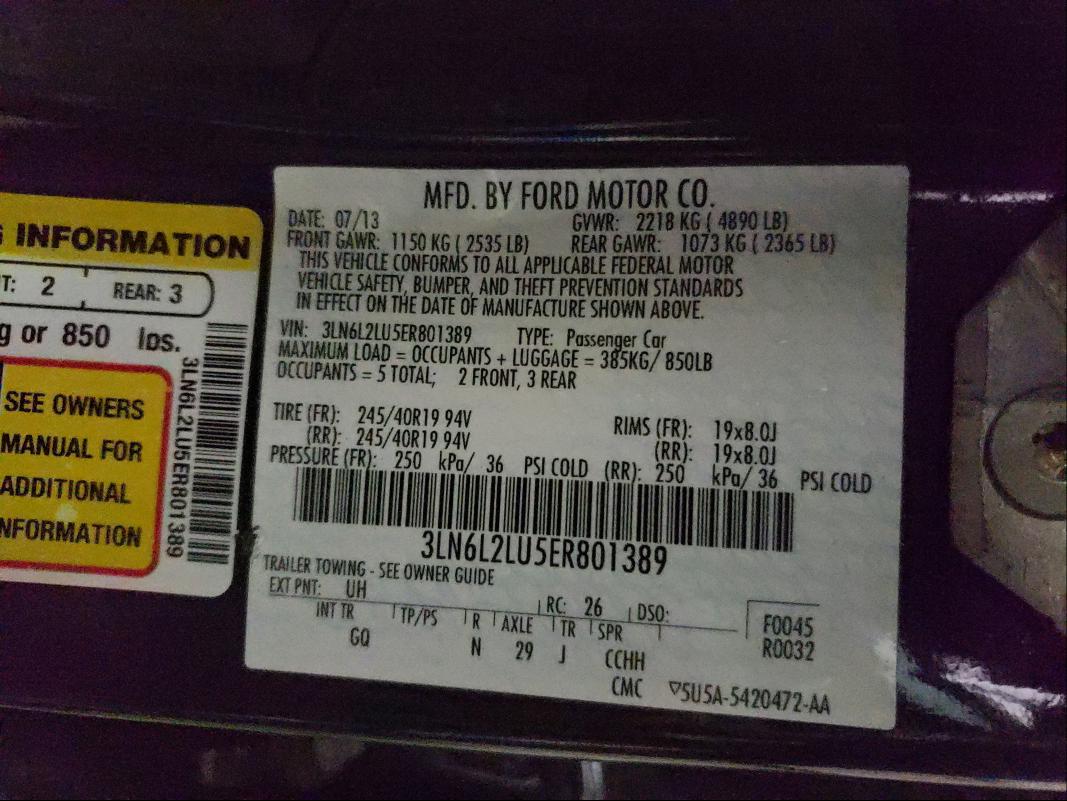 INFORMATION
T: 2 REAR: 3
g or 850 lbs.
SEE OWNERS
MANUAL FOR
ADDITIONAL
INFORMATION
3LN6L2LU5ER801389
MFD. BY FORD MOTOR CO.
DATE: 07/13 GVWR: 2218 KG ( 4890 LB)
FRONT GAWR: 1150 KG ( 2535 LB) REAR GAWR: 1073 KG ( 2365 LB)
THIS VEHICLE CONFORMS TO ALL APPLICABLE FEDERAL MOTOR
VEHICLE SAFETY, BUMPER, AND THEFT PREVENTION STANDARDS
IN EFFECT ON THE DATE OF MANUFACTURE SHOWN ABOVE.
VIN: 3LN6L2LU5ER801389 TYPE: Passenger Car
MAXIMUM LOAD = OCCUPANTS + LUGGAGE = 385KG/ 850LB
OCCUPANTS = 5 TOTAL; 2 FRONT, 3 REAR
TIRE (FR): 245/40R19 94V RIMS (FR): 19x8.0J
(RR): 245/40R19 94V (RR): 19x8.0J
PRESSURE (FR): 250 kPa/ 36 PSI COLD (RR): 250 kPa/ 36 PSI COLD
3LN6L2LU5ER801389
TRAILER TOWING - SEE OWNER GUIDE
EXT PNT: UH RC: 26 DSO:
INT TR TP/PS R AXLE TR SPR F0045
GQ N 29 J CCHH R0032
CMC ▽5U5A-5420472-AA